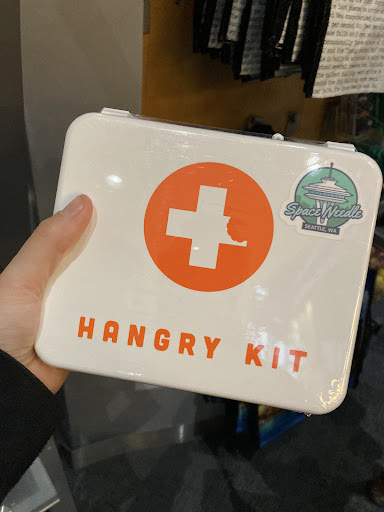 Space Needle
SEATTLE, WA
HANGRY KIT